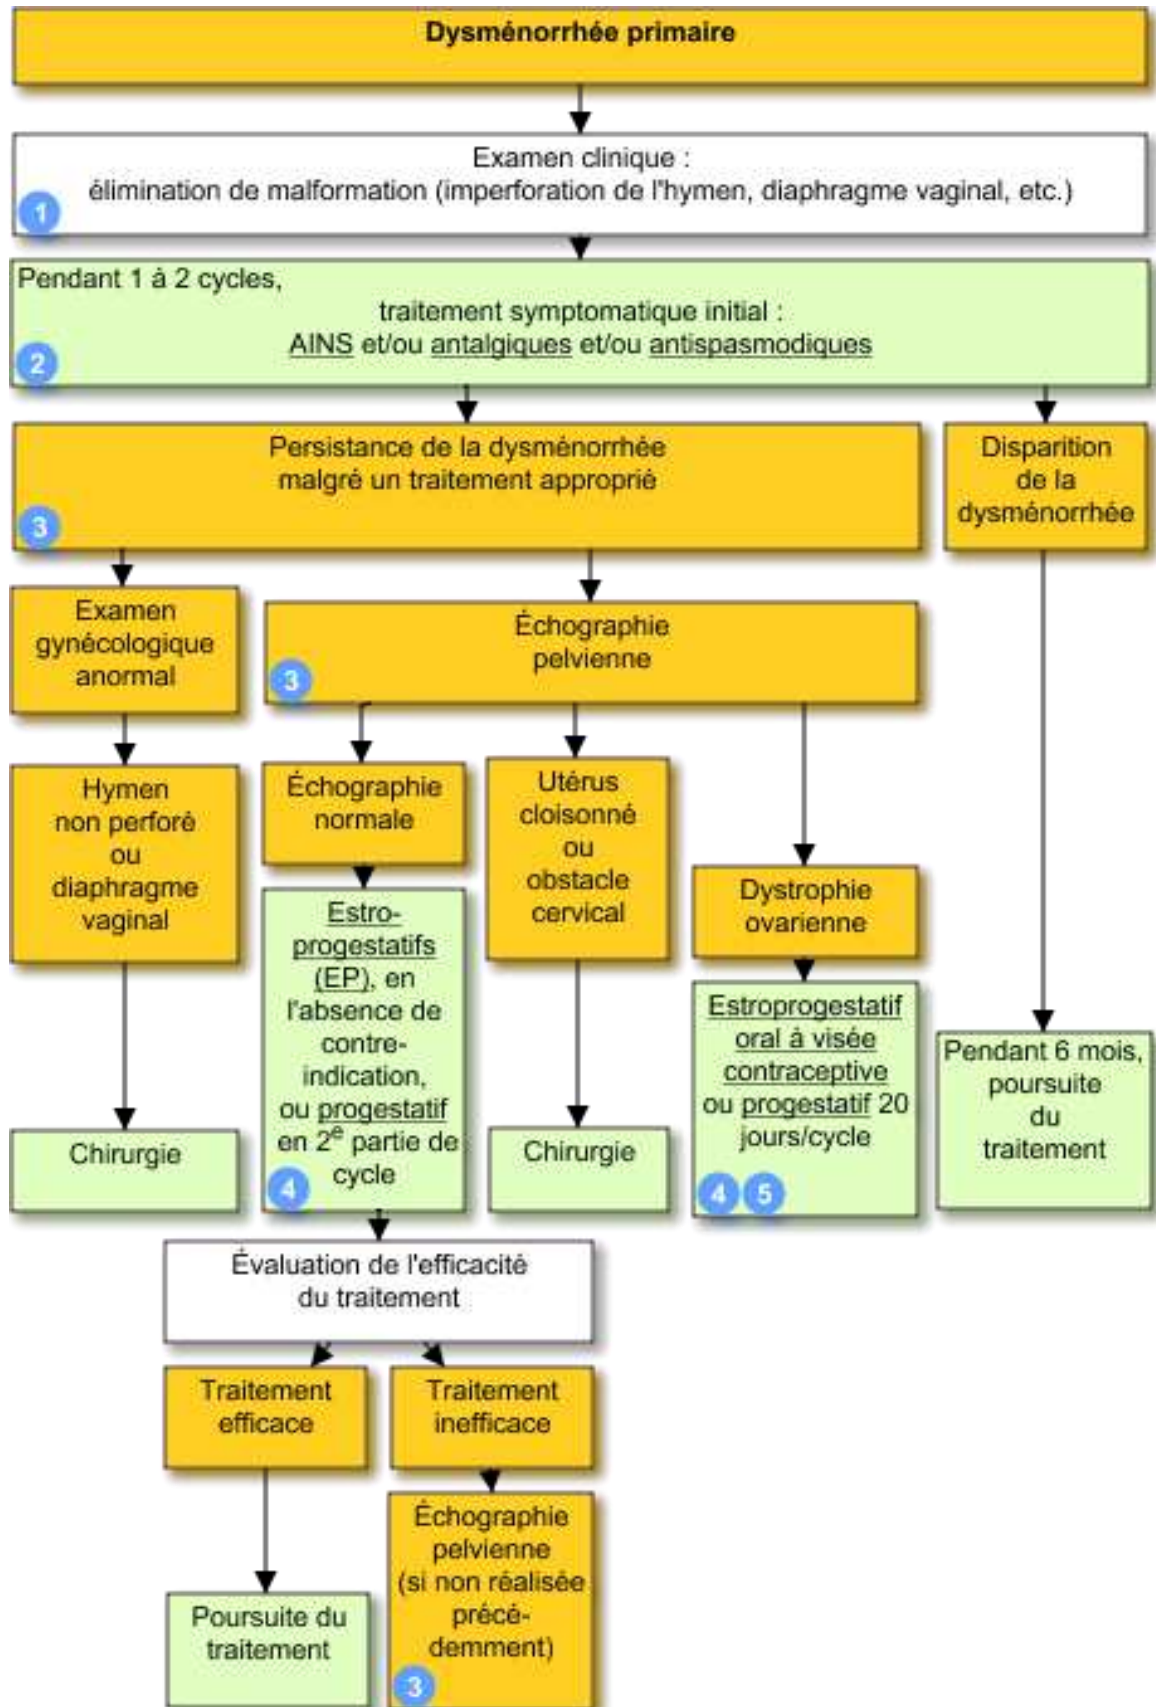 Dysménorrhée primaire
Examen clinique :
élimination de malformation (imperforation de l'hymen, diaphragme vaginal, etc.)
1
Pendant 1 à 2 cycles,
traitement symptomatique initial :
AINS et/ou antalgiques et/ou antispasmodiques
2
Persistance de la dysménorrhée
malgré un traitement approprié
3
Disparition
de la
dysménorrhée
Examen
gynécologique
anormal
Échographie
pelvienne
3
Hymen
non perforé
ou
diaphragme
vaginal
Échographie
normale
Utérus
cloisonné
ou
obstacle
cervical
Dystrophie
ovarienne
Estro-
progestatifs
(EP), en
l'absence de
contre-
indication,
ou progestatif
en 2e partie de
cycle
4
Estroprogestatif
oral à visée
contraceptive
ou progestatif 20
jours/cycle
4 5
Pendant 6 mois,
poursuite
du
traitement
Chirurgie
Chirurgie
Évaluation de l'efficacité
du traitement
Traitement
efficace
Traitement
inefficace
Poursuite du
traitement
Échographie
pelvienne
(si non réalisée
précé-
demment)
3